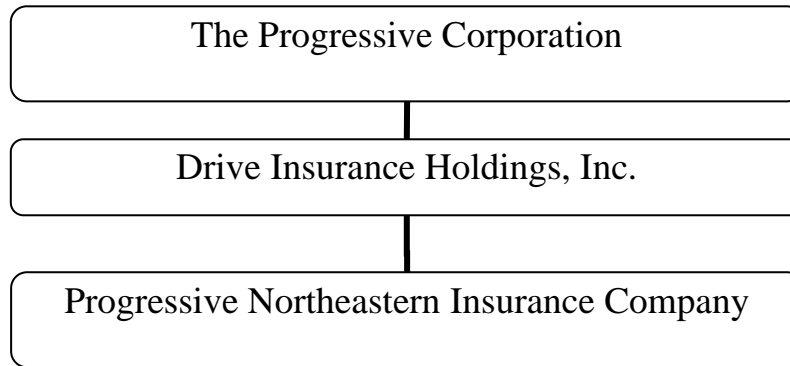 The Progressive Corporation
Drive Insurance Holdings, Inc.
Progressive Northeastern Insurance Company